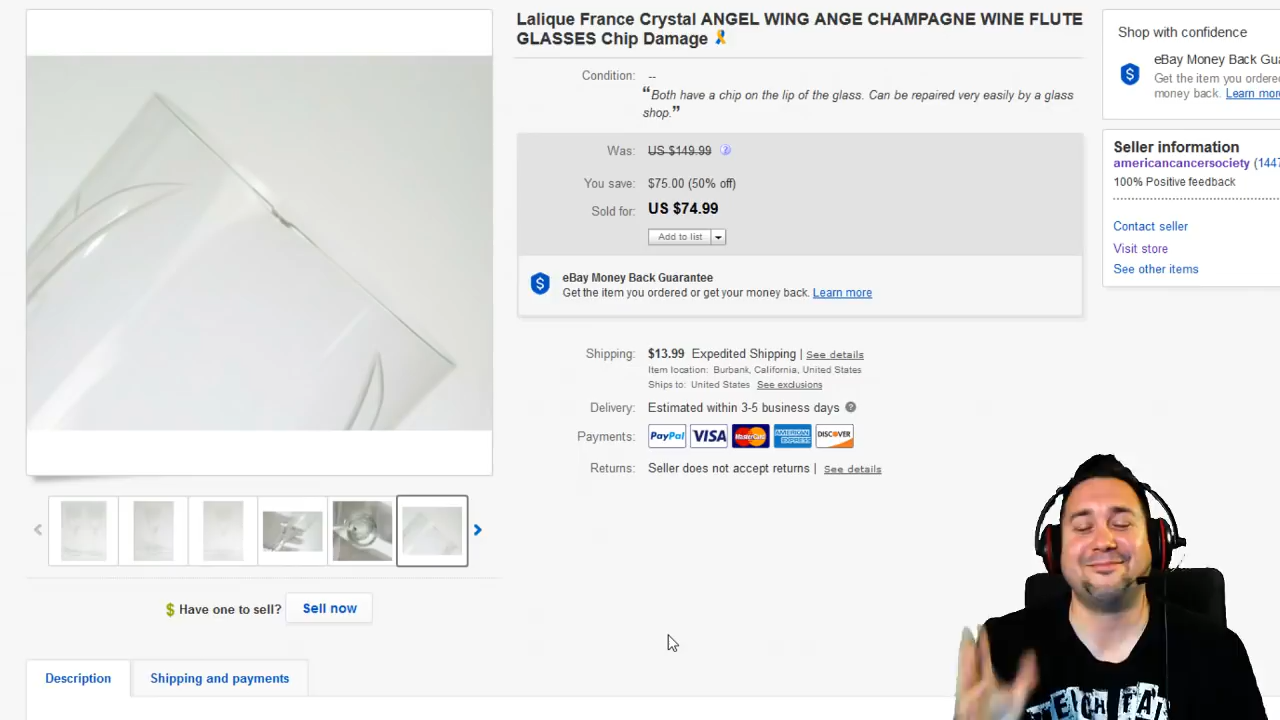 Lalique France Crystal ANGEL WING ANGE CHAMPAGNE WINE FLUTE
GLASSES Chip Damage
Condition: --
“Both have a chip on the lip of the glass. Can be repaired very easily by a glass
shop.”
Was: US $149.99
You save: $75.00 (50% off)
Sold for: US $74.99
Add to list
eBay Money Back Guarantee
Get the item you ordered or get your money back. Learn more
Shipping: $13.99 Expedited Shipping | See details
Item location: Burbank, California, United States
Ships to: United States See exclusions
Delivery: Estimated within 3-5 business days
Payments: PayPal VISA MasterCard AMERICAN EXPRESS DISCOVER
Returns: Seller does not accept returns | See details
Shop with confidence
eBay Money Back Gua
Get the item you ordere
money back. Learn more
Seller information
americancancersociety (1447
100% Positive feedback
Contact seller
Visit store
See other items
$ Have one to sell? Sell now
Description
Shipping and payments